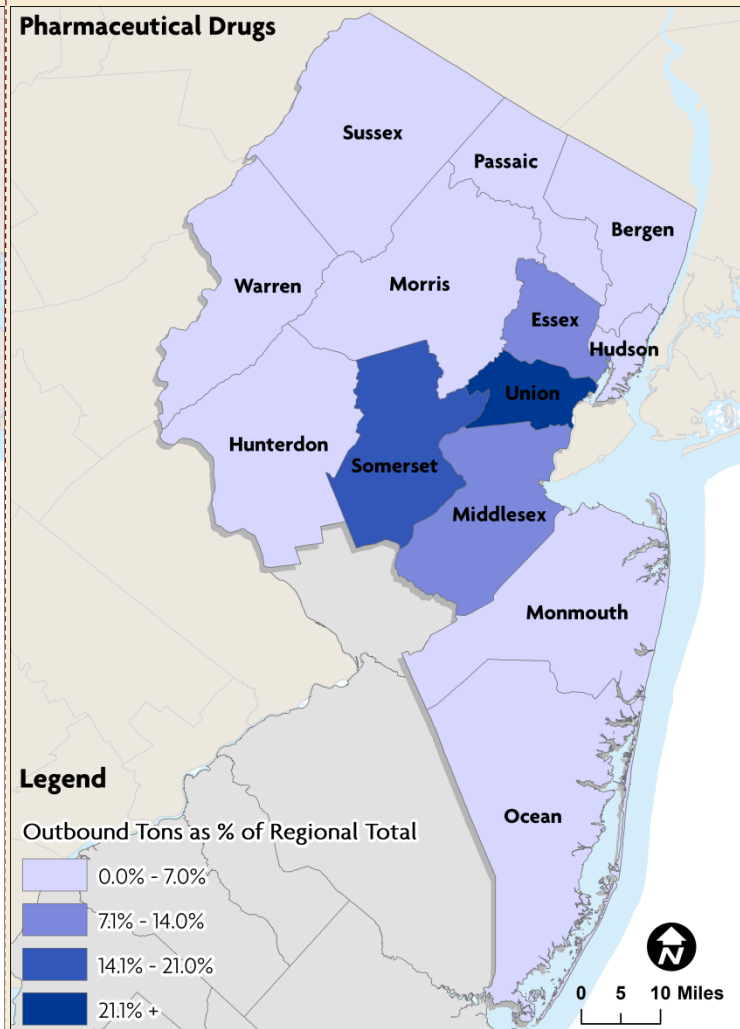 Pharmaceutical Drugs
Sussex
Passaic
Bergen
Warren
Morris
Essex
Hudson
Union
Hunterdon
Somerset
Middlesex
Monmouth
Ocean
Legend
Outbound Tons as % of Regional Total
0.0% - 7.0%
7.1% - 14.0%
14.1% - 21.0%
21.1% +
N
0 5 10 Miles